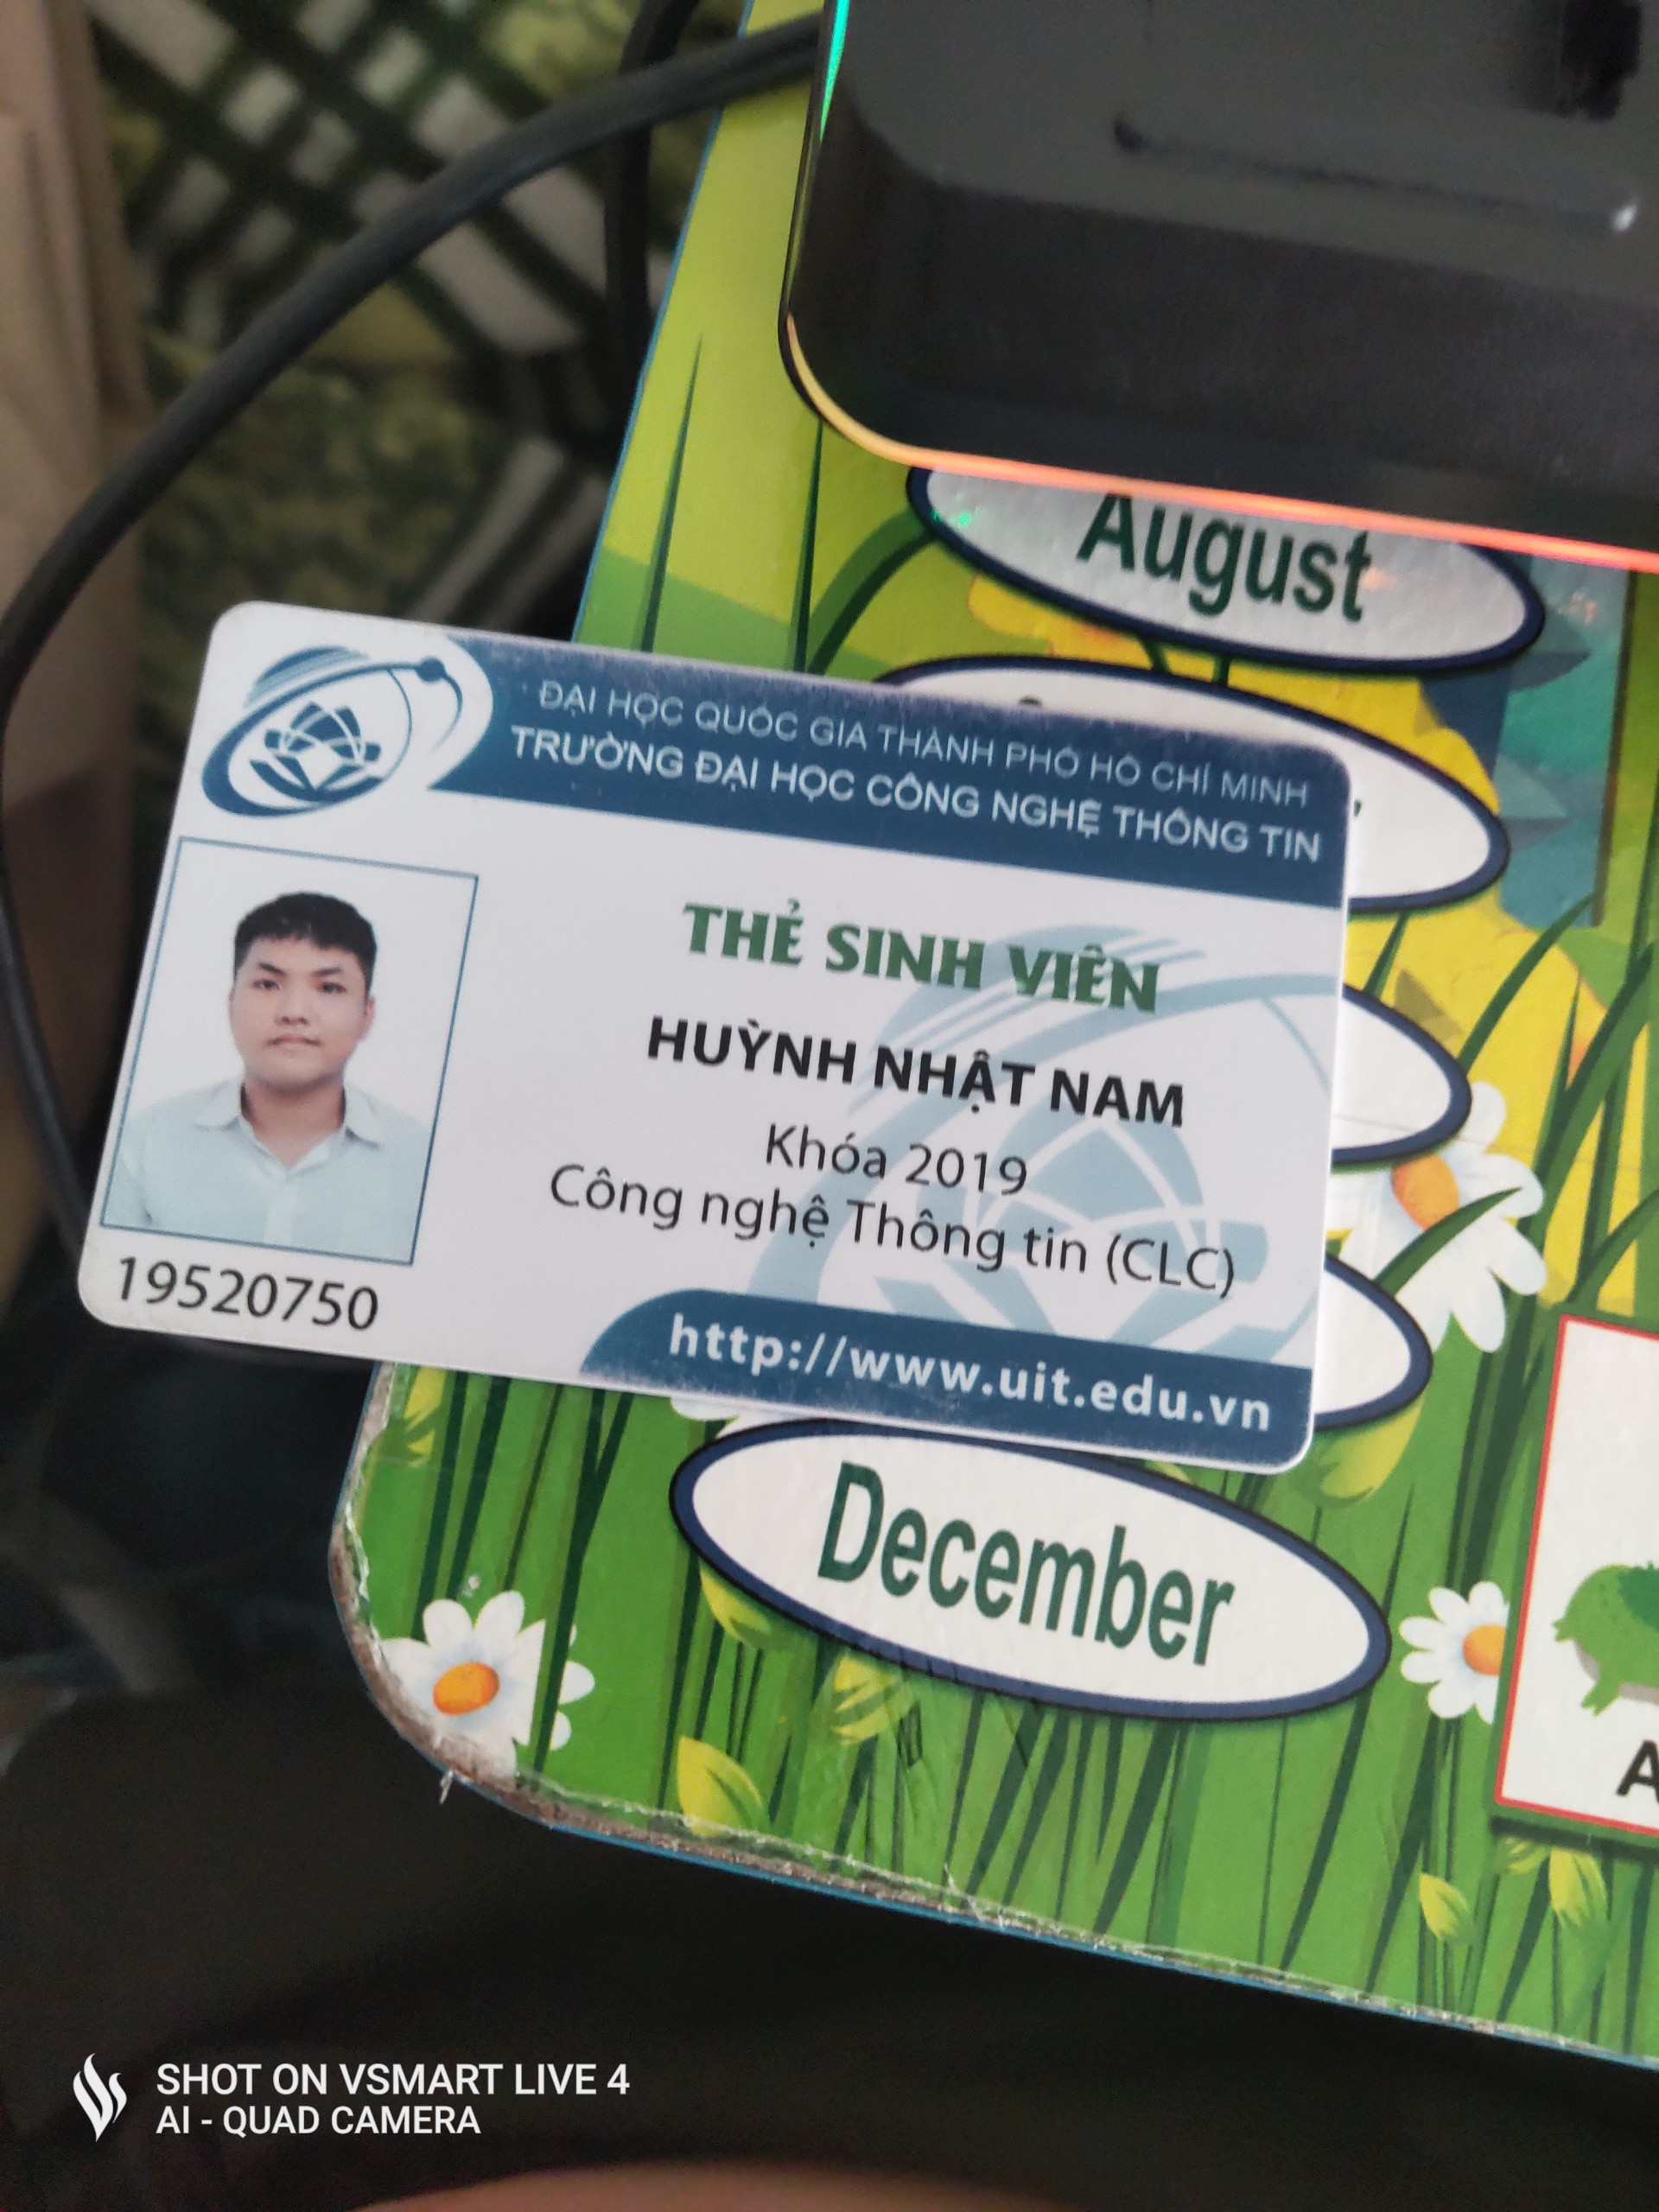 August
ĐẠI HỌC QUỐC GIA THÀNH PHỐ HỒ CHÍ MINH
TRƯỜNG ĐẠI HỌC CÔNG NGHỆ THÔNG TIN
THẺ SINH VIÊN
HUỲNH NHẬT NAM
Khóa 2019
Công nghệ Thông tin (CLC)
19520750
http://www.uit.edu.vn
December
A
SHOT ON VSMART LIVE 4
AI - QUAD CAMERA